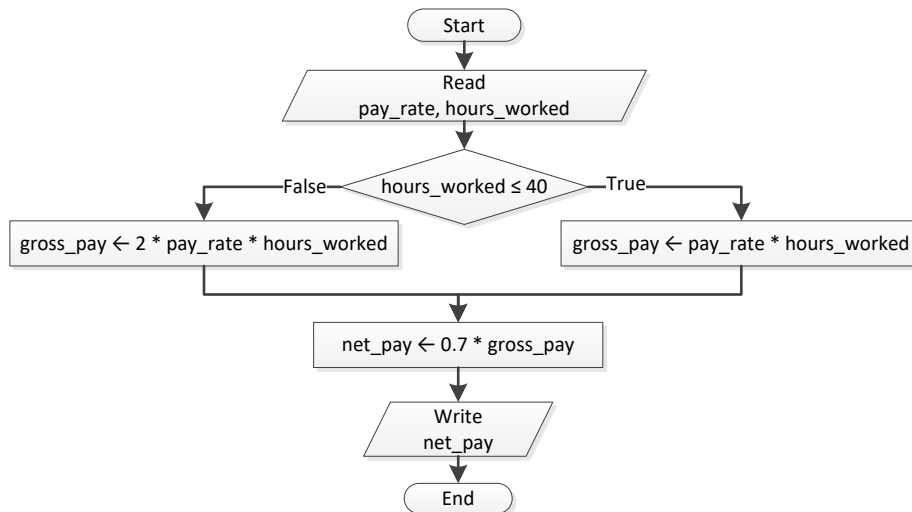 Start
Read
pay_rate, hours_worked
hours_worked ≤ 40
False
True
gross_pay ← 2 * pay_rate * hours_worked
gross_pay ← pay_rate * hours_worked
net_pay ← 0.7 * gross_pay
Write
net_pay
End